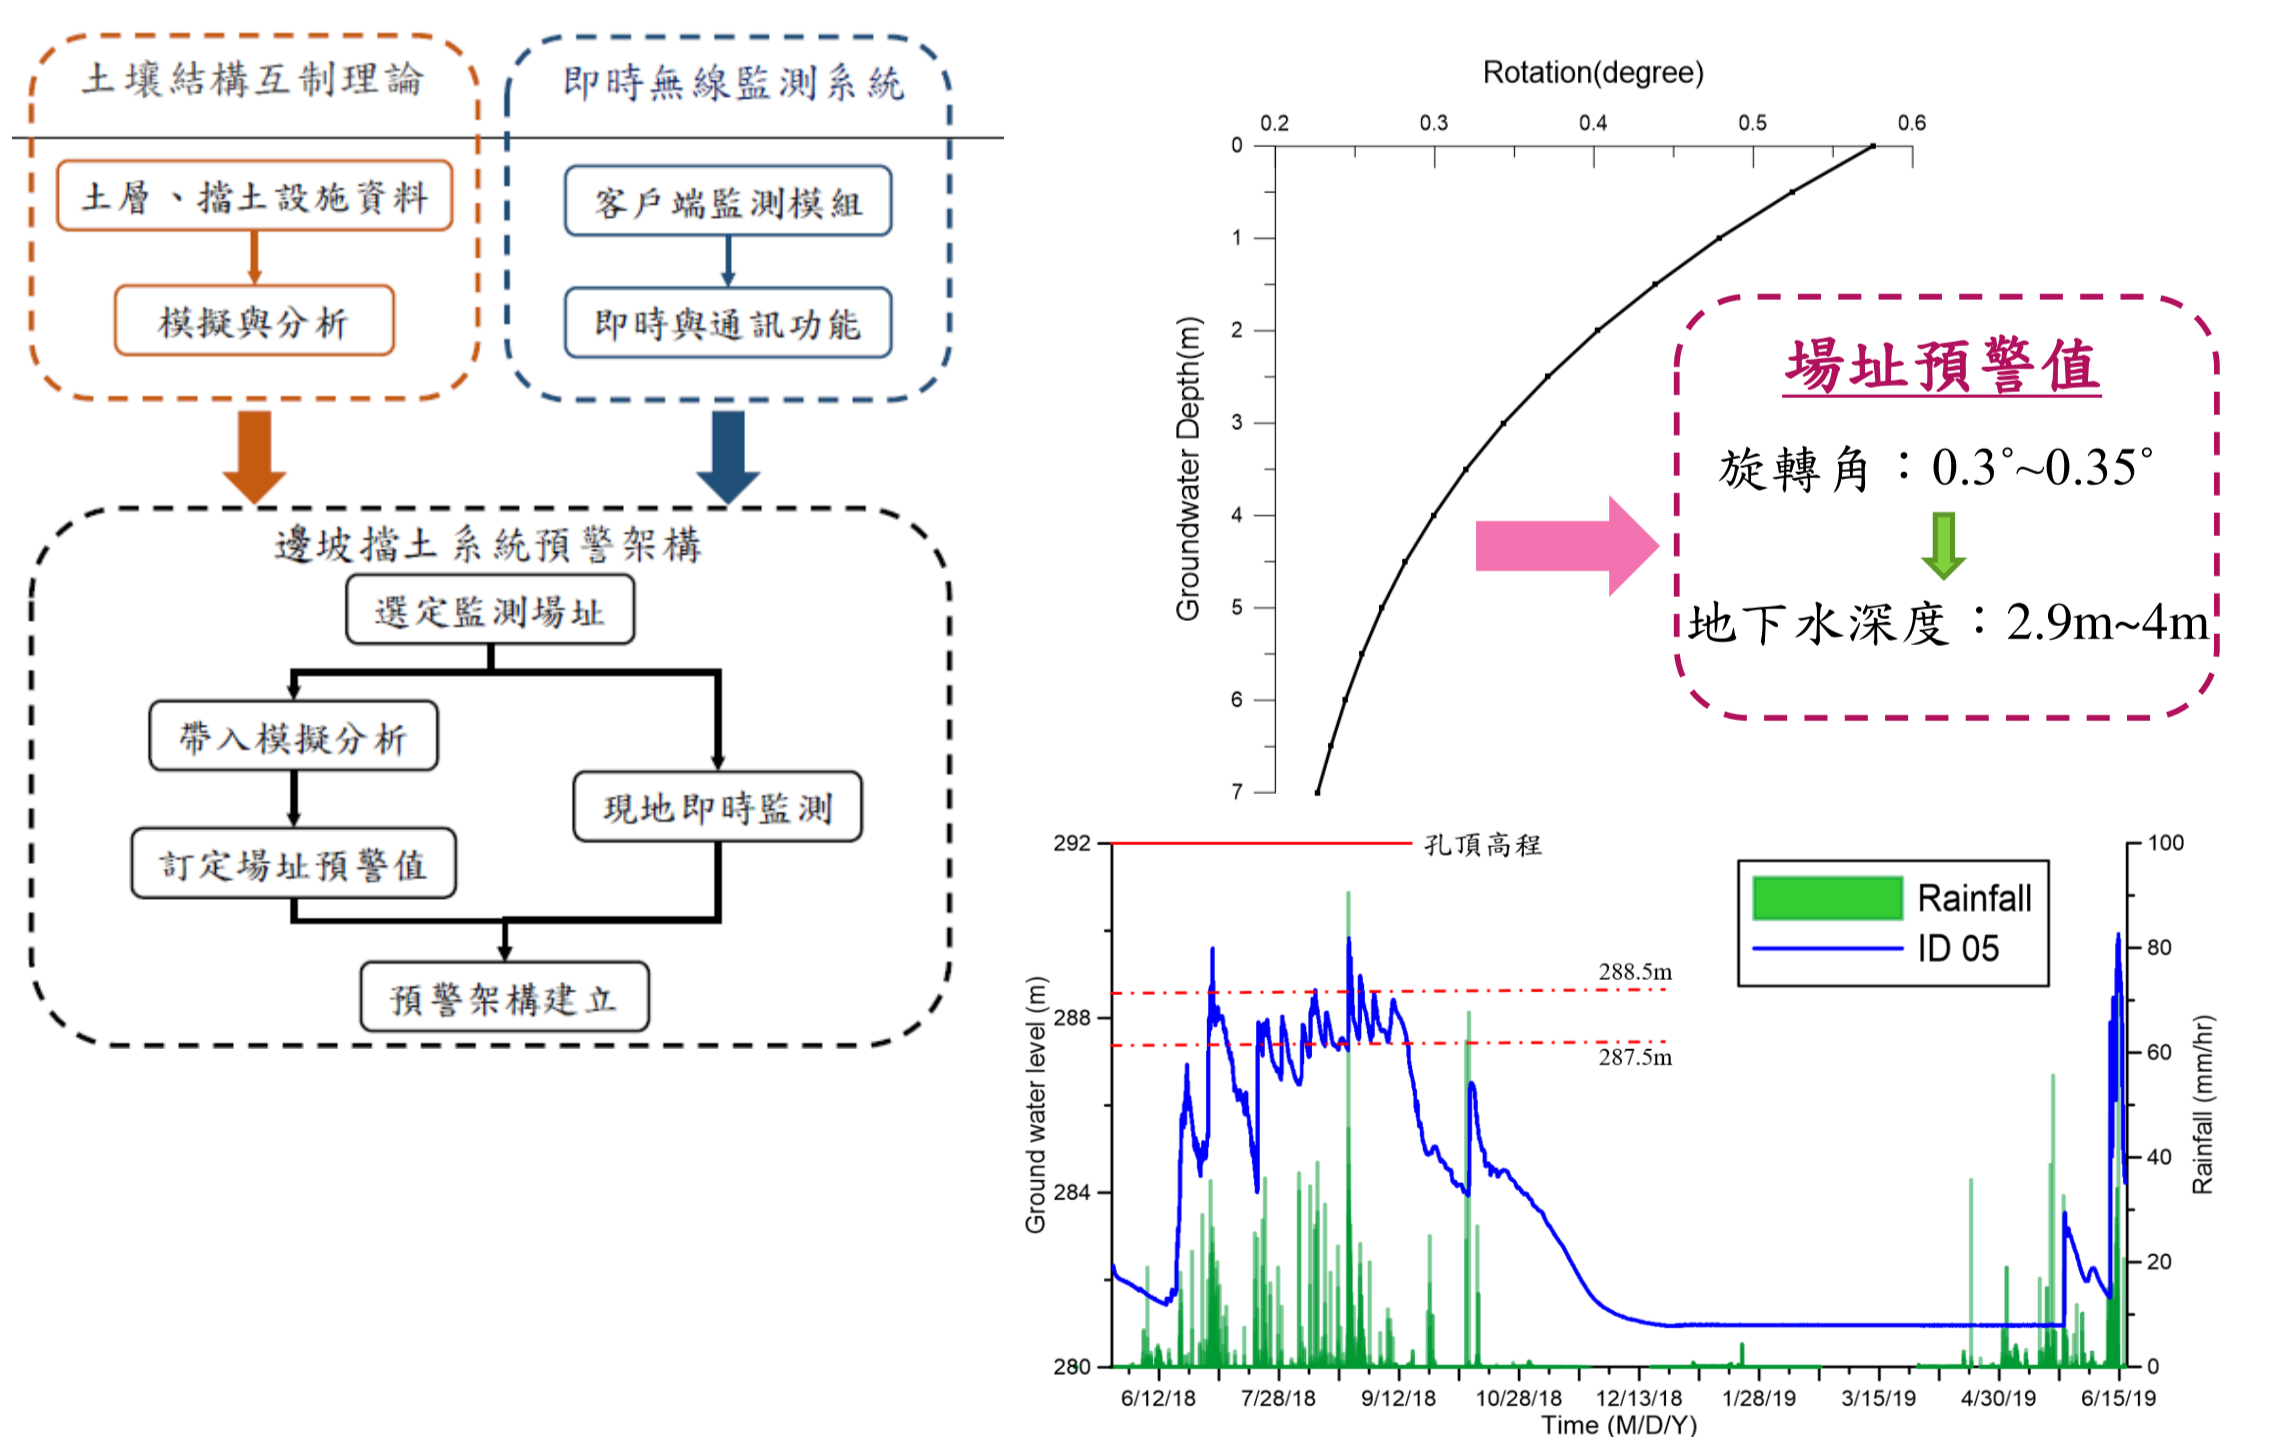 土壤結構互制理論
即時無線監測系統
土層、擋土設施資料
模擬與分析
客戶端監測模組
即時與通訊功能
邊坡擋土系統預警架構
選定監測場址
帶入模擬分析
現地即時監測
訂定場址預警值
預警架構建立
Rotation(degree)
0.2 0.3 0.4 0.5 0.6
0
1
2
3
4
5
6
7
Groundwater Depth(m)
場址預警值
旋轉角：0.3°~0.35°
地下水深度：2.9m~4m
292
288
284
280
Ground water level (m)
孔頂高程
Rainfall
ID 05
288.5m
287.5m
100
80
60
40
20
0
Rainfall (mm/hr)
6/12/18 7/28/18 9/12/18 10/28/18 12/13/18 1/28/19 3/15/19 4/30/19 6/15/19
Time (M/D/Y)